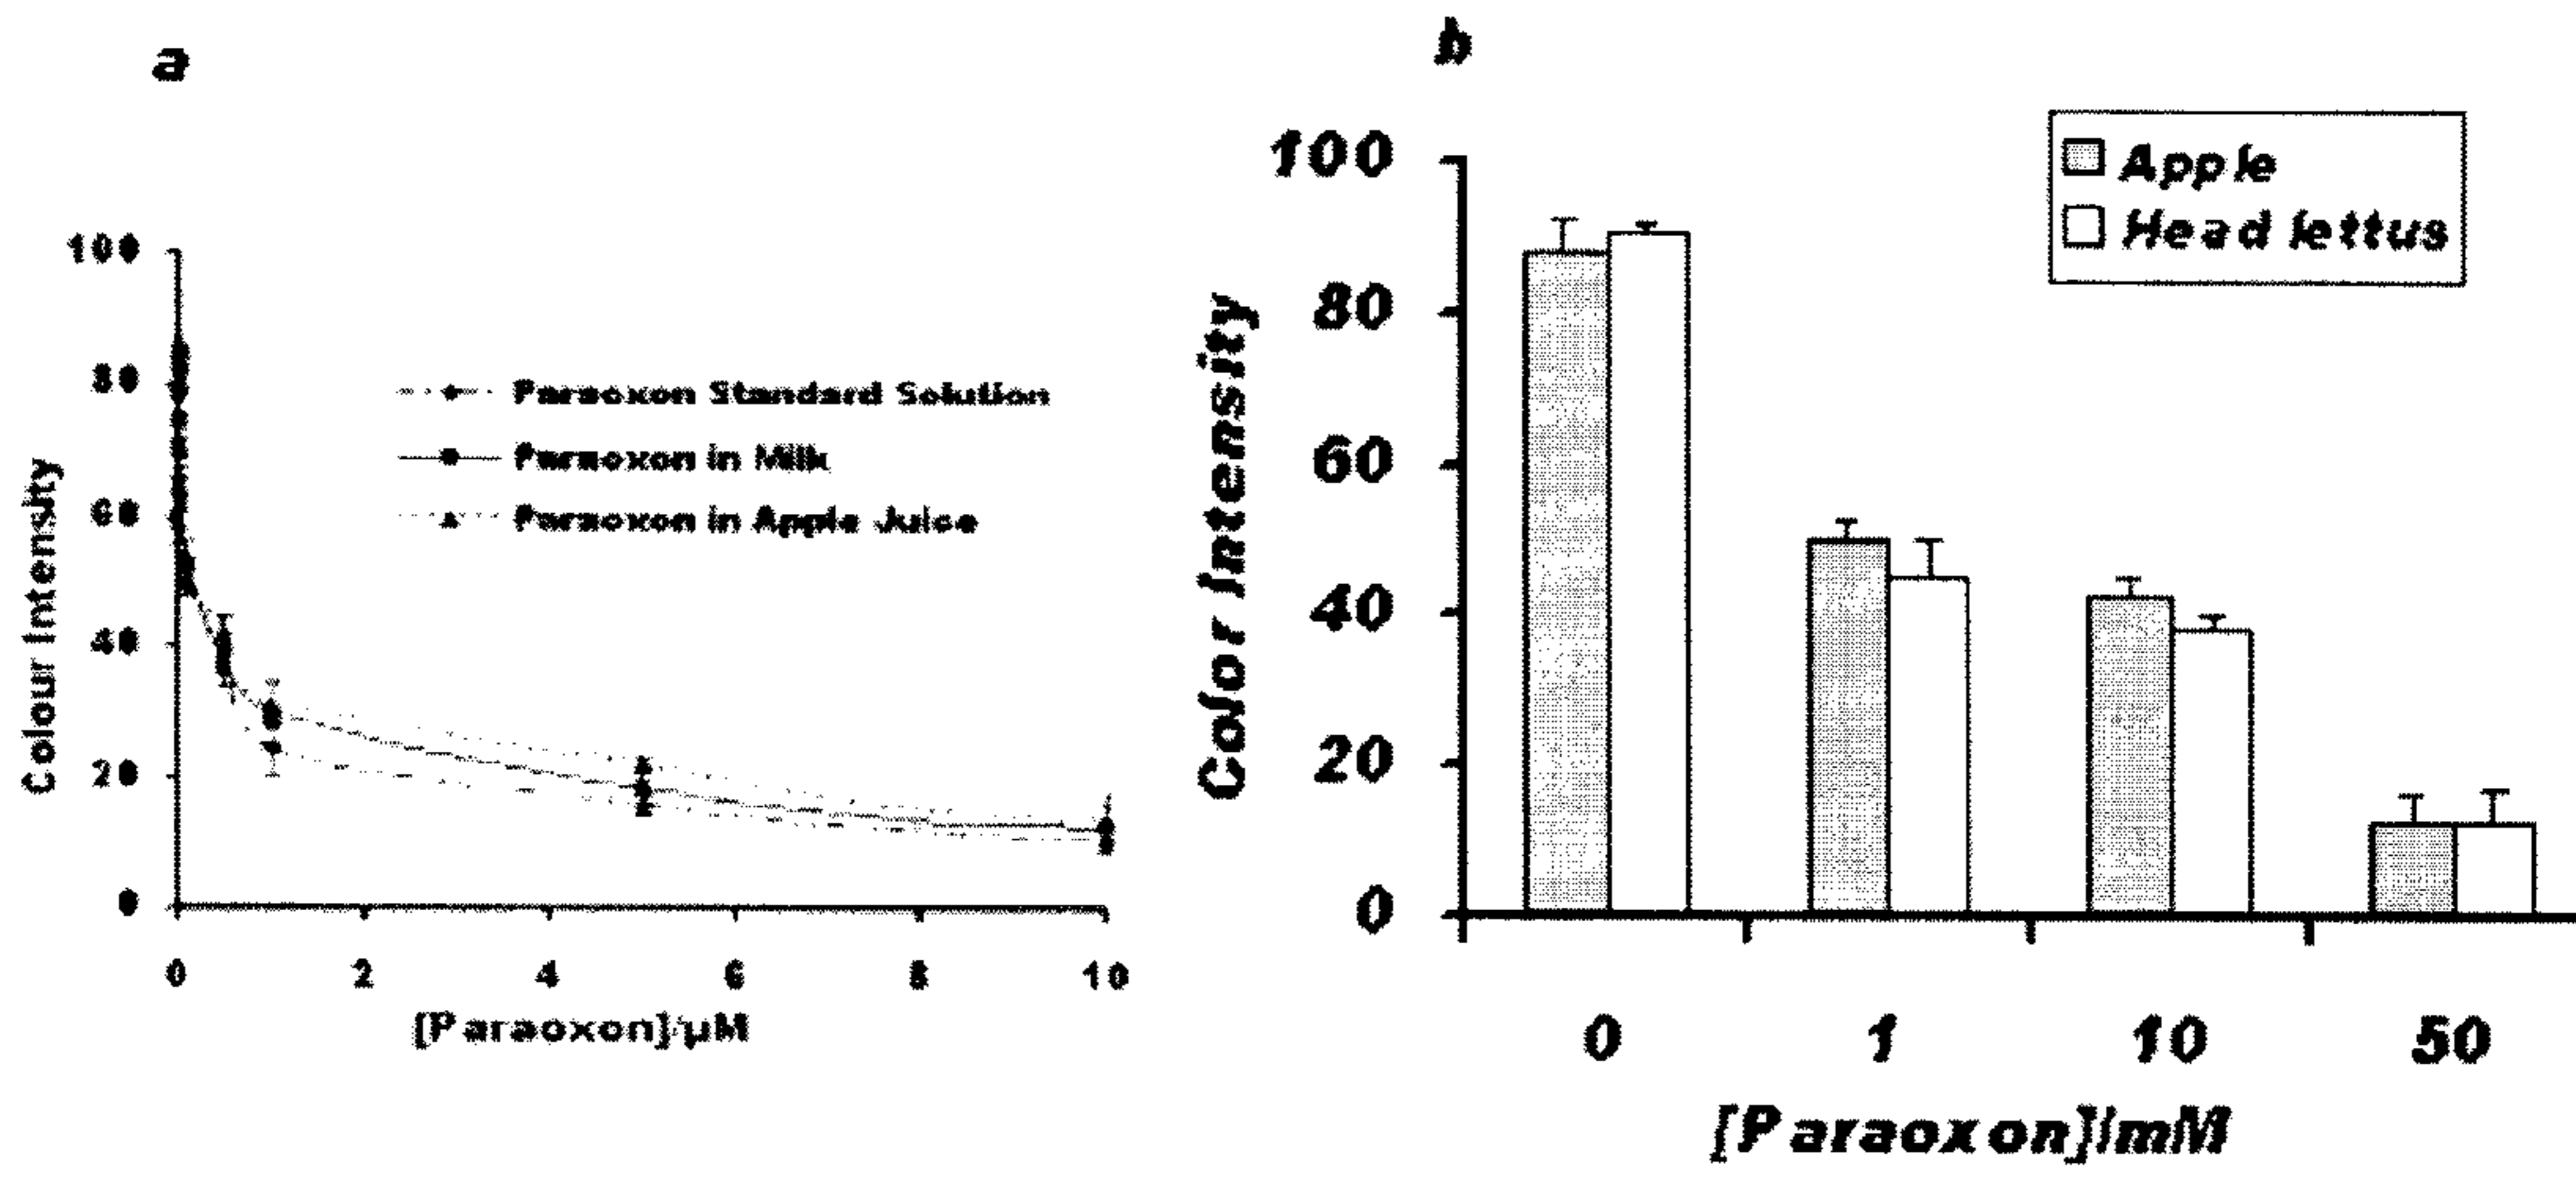 a
100
80
60
40
20
0
Colour Intensity
Paraoxon Standard Solution
Paraoxon in Milk
Paraoxon in Apple Juice
0 2 4 6 8 10
[Paraoxon]/µM
b
100
80
60
40
20
0
Color Intensity
Apple
Head lettus
0 1 10 50
[Paraoxon]/mM